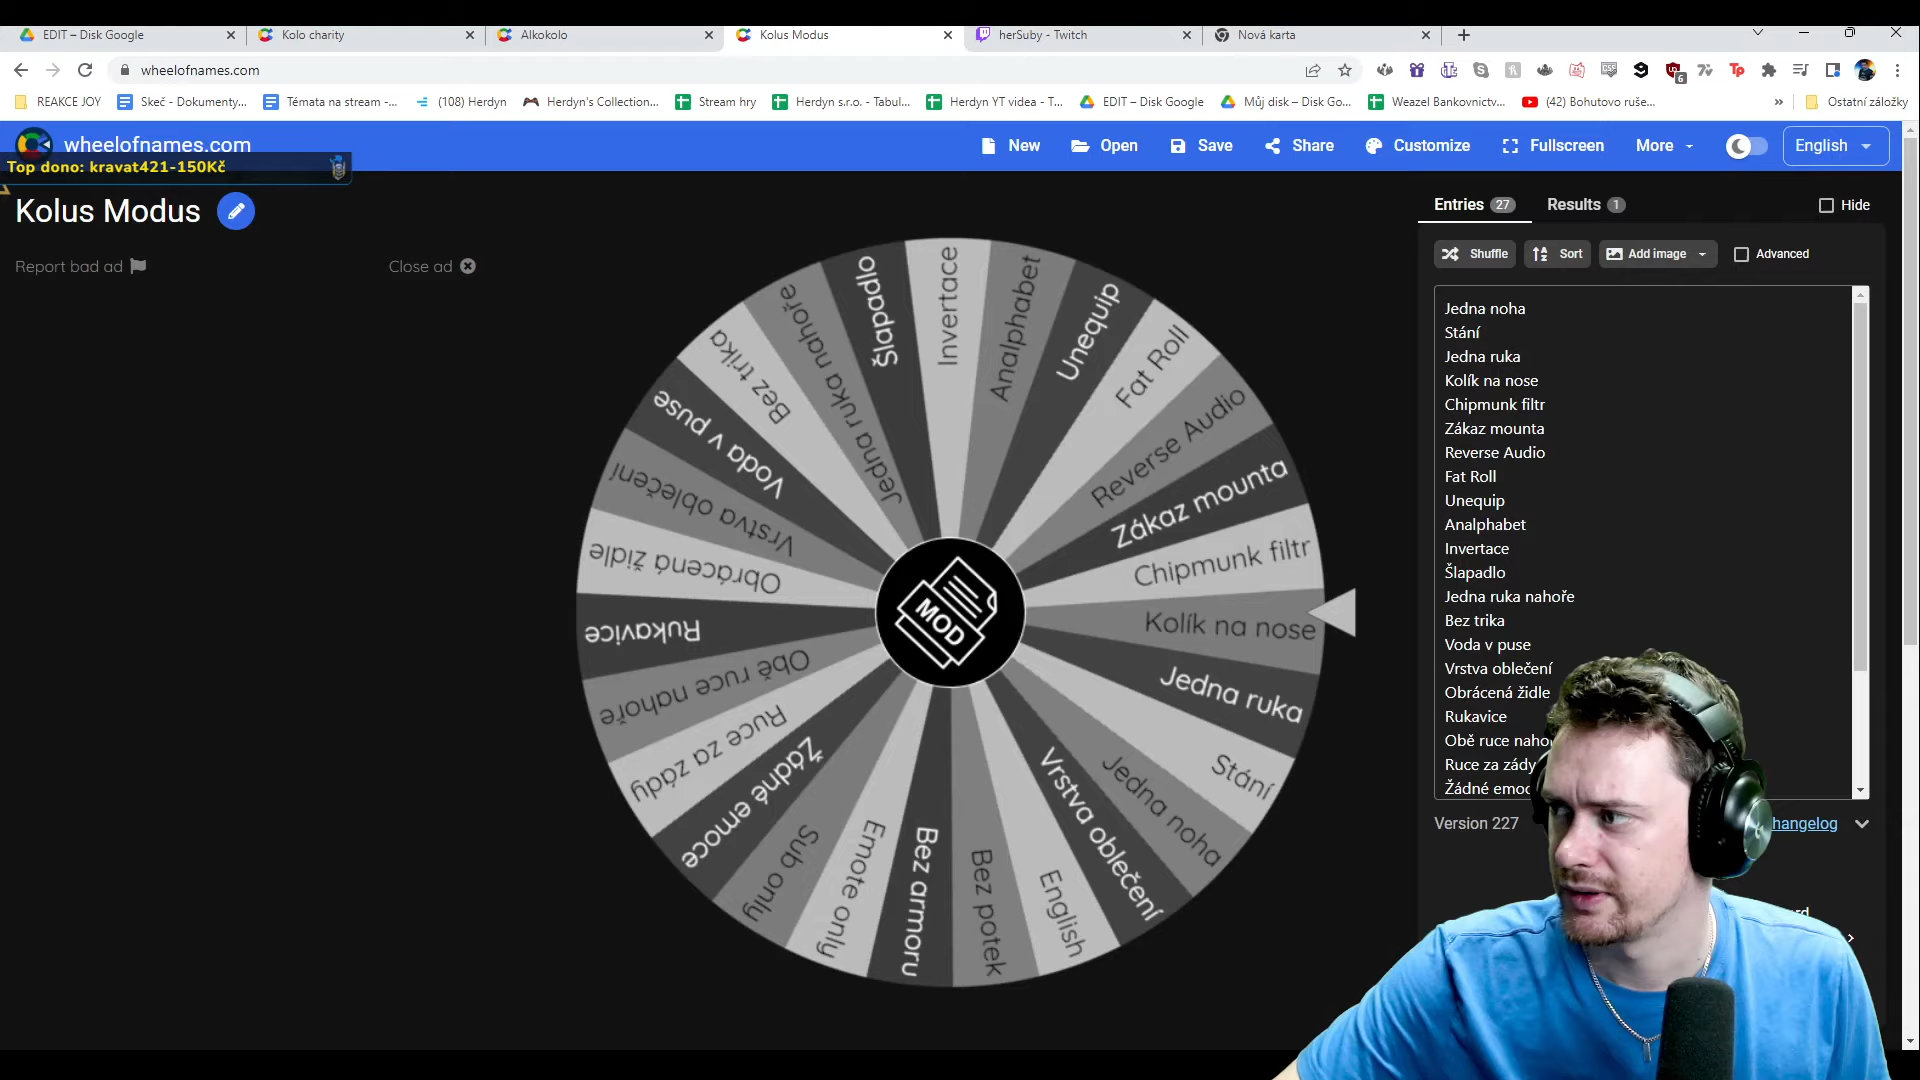 EDIT – Disk Google
Kolo charity
Alkokolo
Kolus Modus
herSuby - Twitch
Nová karta
wheelofnames.com
REAKCE JOY
Skeč - Dokumenty...
Témata na stream -...
(108) Herdyn
Herdyn's Collection...
Stream hry
Herdyn s.r.o. - Tabul...
Herdyn YT videa - T...
EDIT – Disk Google
Můj disk – Disk Go...
Weazel Bankovnictv...
(42) Bohutovo ruše...
»
Ostatní záložky
wheelofnames.com
New
Open
Save
Share
Customize
Fullscreen
More
English
Top dono: kravat421-150Kč
Kolus Modus
Report bad ad
Close ad
Entries 27
Results 1
Hide
Shuffle
Sort
Add image
Advanced
Jedna noha
Stání
Jedna ruka
Kolík na nose
Chipmunk filtr
Zákaz mounta
Reverse Audio
Fat Roll
Unequip
Analphabet
Invertace
Šlapadlo
Jedna ruka nahoře
Bez trika
Voda v puse
Vrstva oblečení
Obrácená židle
Rukavice
Obě ruce naho
Ruce za zády
Žádné emoc
Version 227
hangelog
Invertace
Analphabet
Unequip
Fat Roll
Reverse Audio
Zákaz mounta
Chipmunk filtr
Kolík na nose
Jedna ruka
Stání
Jedna noha
Vrstva oblečení
English
Bez potek
Bez armoru
Emote only
Sub only
Žádné emoce
Ruce za zády
Obě ruce nahoře
Rukavice
Obrácená židle
Vrstva oblečení
Voda v puse
Bez trika
Jedna ruka nahoře
Šlapadlo
MOD